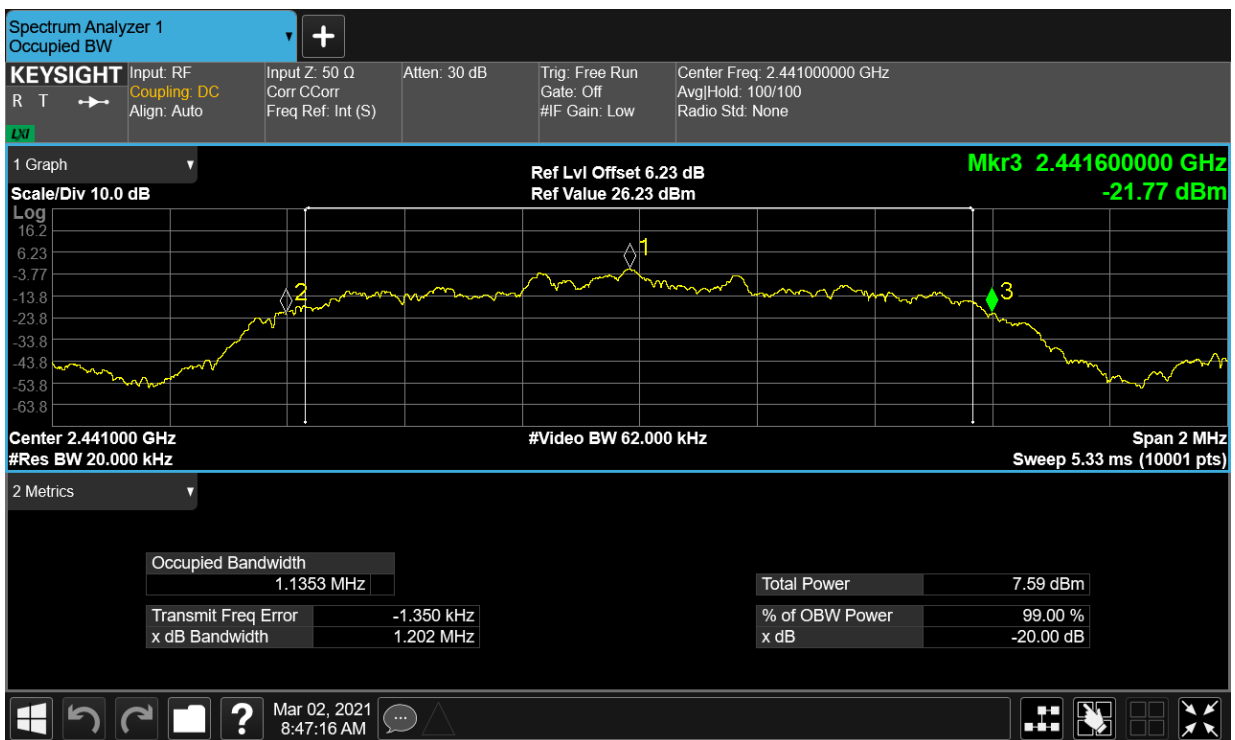 Spectrum Analyzer 1
Occupied BW
KEYSIGHT
R T
LXI
Input: RF
Coupling: DC
Align: Auto
Input Z: 50 Ω
Corr CCorr
Freq Ref: Int (S)
Atten: 30 dB
Trig: Free Run
Gate: Off
#IF Gain: Low
Center Freq: 2.441000000 GHz
Avg|Hold: 100/100
Radio Std: None
1 Graph
Scale/Div 10.0 dB
Ref Lvl Offset 6.23 dB
Ref Value 26.23 dBm
Mkr3 2.441600000 GHz
-21.77 dBm
Log
16.2
6.23
-3.77
-13.8
-23.8
-33.8
-43.8
-53.8
-63.8
1
2
3
Center 2.441000 GHz
#Res BW 20.000 kHz
#Video BW 62.000 kHz
Span 2 MHz
Sweep 5.33 ms (10001 pts)
2 Metrics
Occupied Bandwidth
1.1353 MHz
Transmit Freq Error -1.350 kHz
x dB Bandwidth 1.202 MHz
Total Power 7.59 dBm
% of OBW Power 99.00 %
x dB -20.00 dB
?
Mar 02, 2021
8:47:16 AM